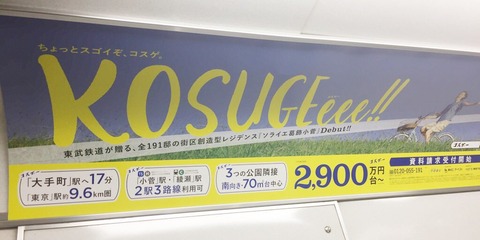 ちょっとスゴイぞ、コスゲ。
KOSUGEeee!!
東武鉄道が贈る、全191邸の街区創造型レジデンス『ソライエ葛飾小菅』Debut!!
「大手町」駅へ17分
「東京」駅 約9.6km圏
「小菅」駅・「綾瀬」駅
2駅3路線利用可
3つの公園隣接
南向き・70㎡台中心
2,900万円台〜
資料請求受付開始
0120-055-191